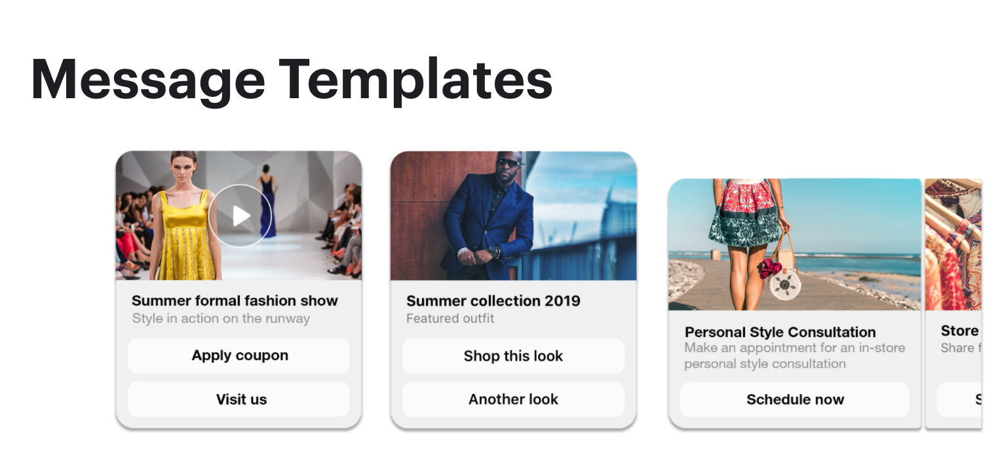 Message Templates
Summer formal fashion show
Style in action on the runway
Apply coupon
Visit us
Summer collection 2019
Featured outfit
Shop this look
Another look
Personal Style Consultation
Make an appointment for an in-store
personal style consultation
Schedule now
Store
Share